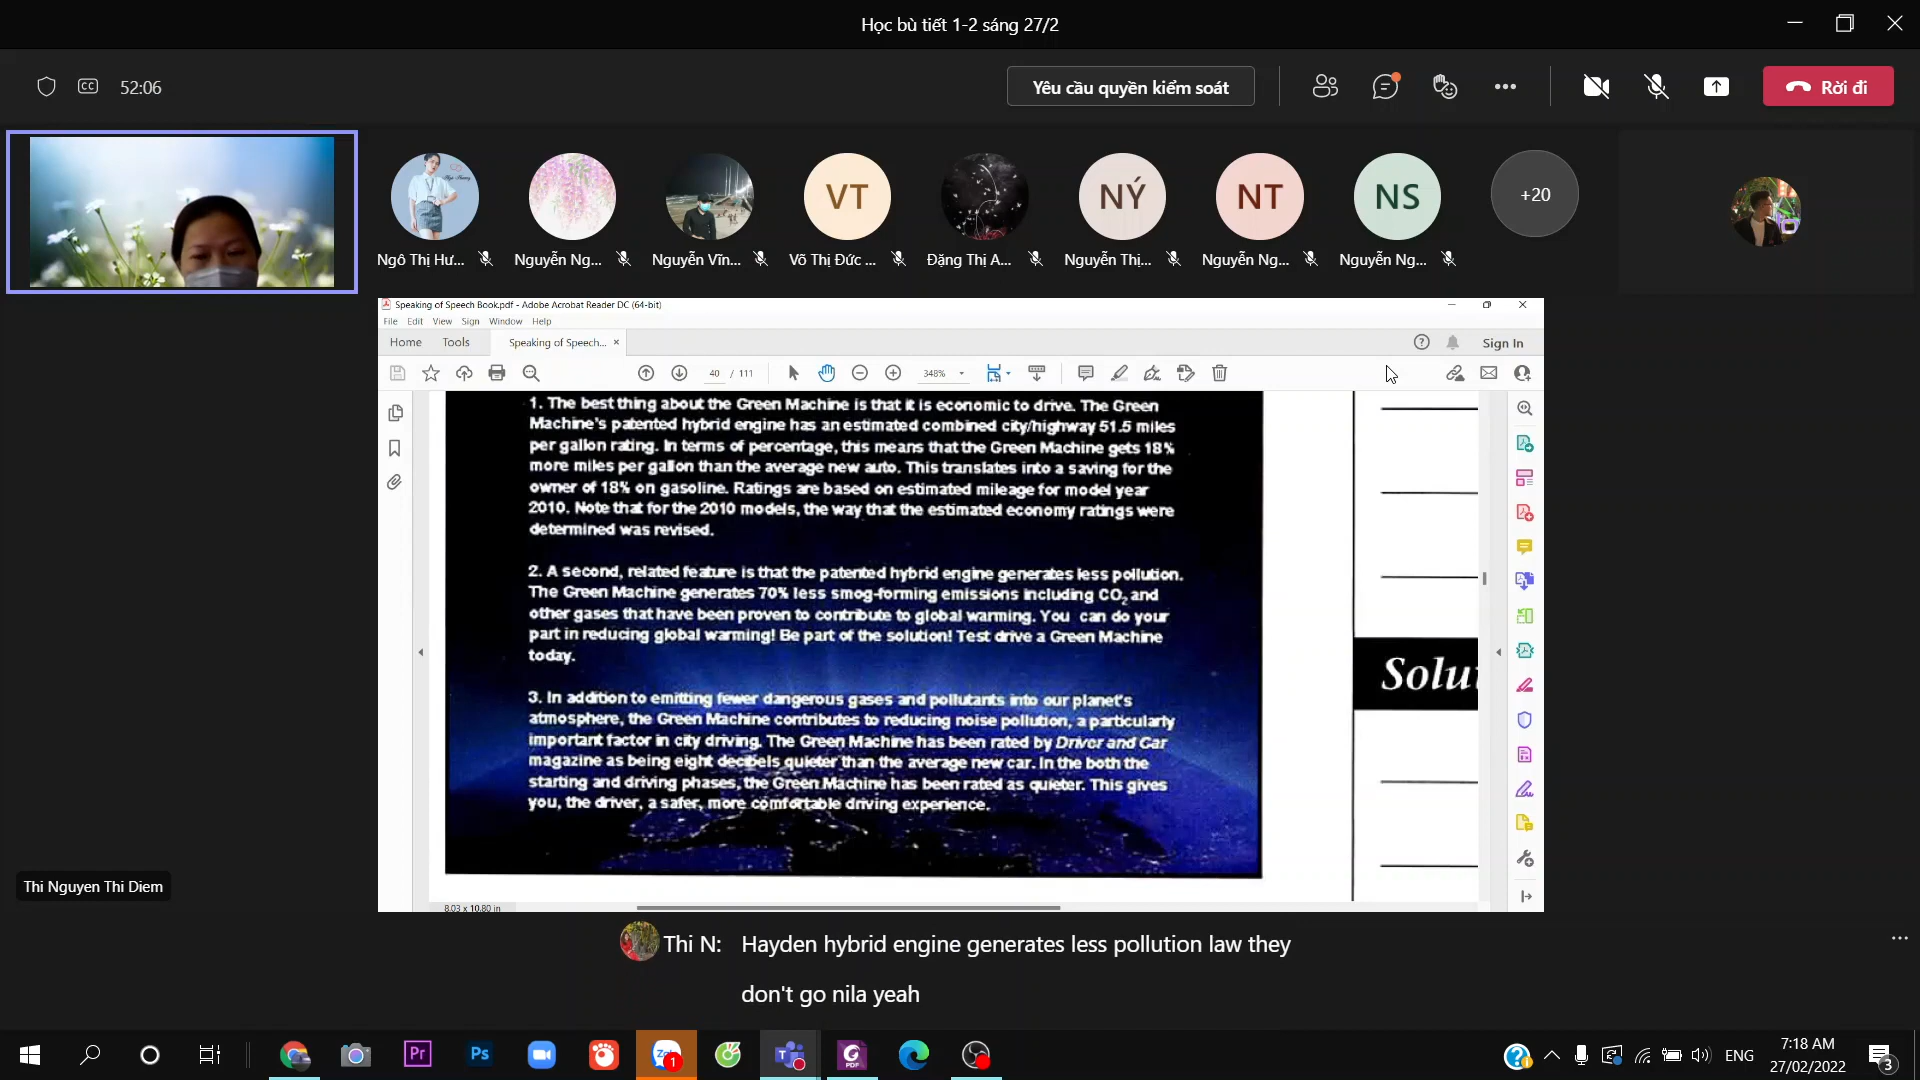 Học bù tiết 1-2 sáng 27/2
CC
52:06
Yêu cầu quyền kiểm soát
Rời đi
VT
NÝ
NT
NS
+20
Ngô Thị Hư...
Nguyễn Ng...
Nguyễn Vĩn...
Võ Thị Đức ...
Đặng Thị A...
Nguyễn Thị...
Nguyễn Ng...
Nguyễn Ng...
Speaking of Speech Book.pdf - Adobe Acrobat Reader DC (64-bit)
File Edit View Sign Window Help
Home Tools Speaking of Speech... × Sign In
40 / 111 348%
1. The best thing about the Green Machine is that it is economic to drive. The Green
Machine's patented hybrid engine has an estimated combined city/highway 51.5 miles
per gallon rating. In terms of percentage, this means that the Green Machine gets 18%
more miles per gallon than the average new auto. This translates into a saving for the
owner of 18% on gasoline. Ratings are based on estimated mileage for model year
2010. Note that for the 2010 models, the way that the estimated economy ratings were
determined was revised.
2. A second, related feature is that the patented hybrid engine generates less pollution.
The Green Machine generates 70% less smog-forming emissions including CO₂ and
other gases that have been proven to contribute to global warming. You can do your
part in reducing global warming! Be part of the solution! Test drive a Green Machine
today.
3. In addition to emitting fewer dangerous gases and pollutants into our planet's
atmosphere, the Green Machine contributes to reducing noise pollution, a particularly
important factor in city driving. The Green Machine has been rated by Driver and Car
magazine as being eight decibels quieter than the average new car. In the both the
starting and driving phases, the Green Machine has been rated as quieter. This gives
you, the driver, a safer, more comfortable driving experience.
Solu
8.03 x 10.80 in
Thi Nguyen Thi Diem
Thi N: Hayden hybrid engine generates less pollution law they
don't go nila yeah
Pr
Ps
1
PDF
ENG
7:18 AM
27/02/2022
3